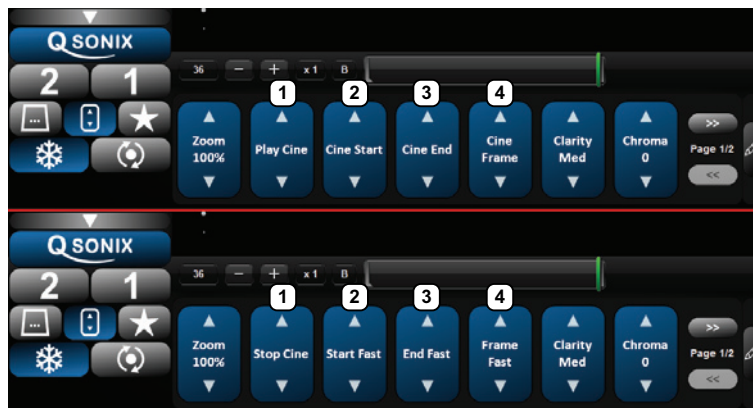 Q SONIX
2 1
36 − + x 1 B
1 2 3 4
Zoom 100%
Play Cine
Cine Start
Cine End
Cine Frame
Clarity Med
Chroma 0
>>
Page 1/2
<<
Q SONIX
2 1
36 − + x 1 B
1 2 3 4
Zoom 100%
Stop Cine
Start Fast
End Fast
Frame Fast
Clarity Med
Chroma 0
>>
Page 1/2
<<